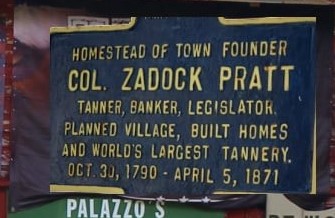 HOMESTEAD OF TOWN FOUNDER
COL. ZADOCK PRATT
TANNER, BANKER, LEGISLATOR.
PLANNED VILLAGE, BUILT HOMES
AND WORLD'S LARGEST TANNERY.
OCT. 30, 1790 - APRIL 5, 1871
PALAZZO'S